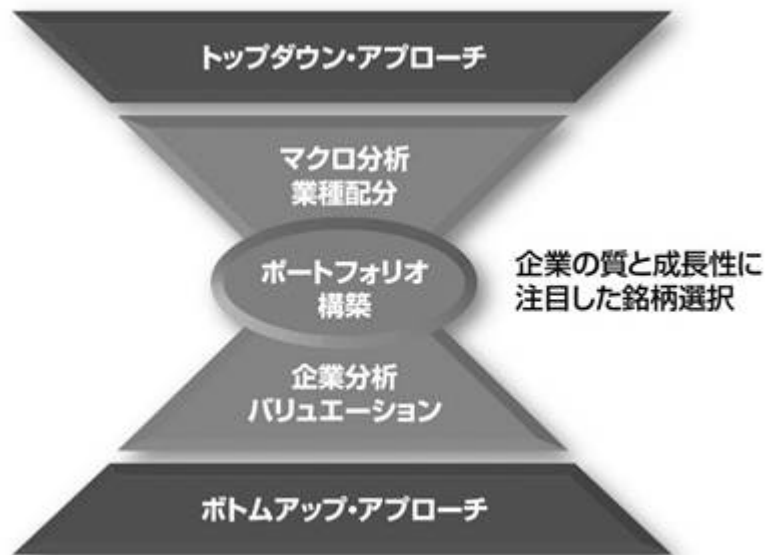 トップダウン・アプローチ
マクロ分析
業種配分
ポートフォリオ
構築
企業の質と成長性に
注目した銘柄選択
企業分析
バリュエーション
ボトムアップ・アプローチ